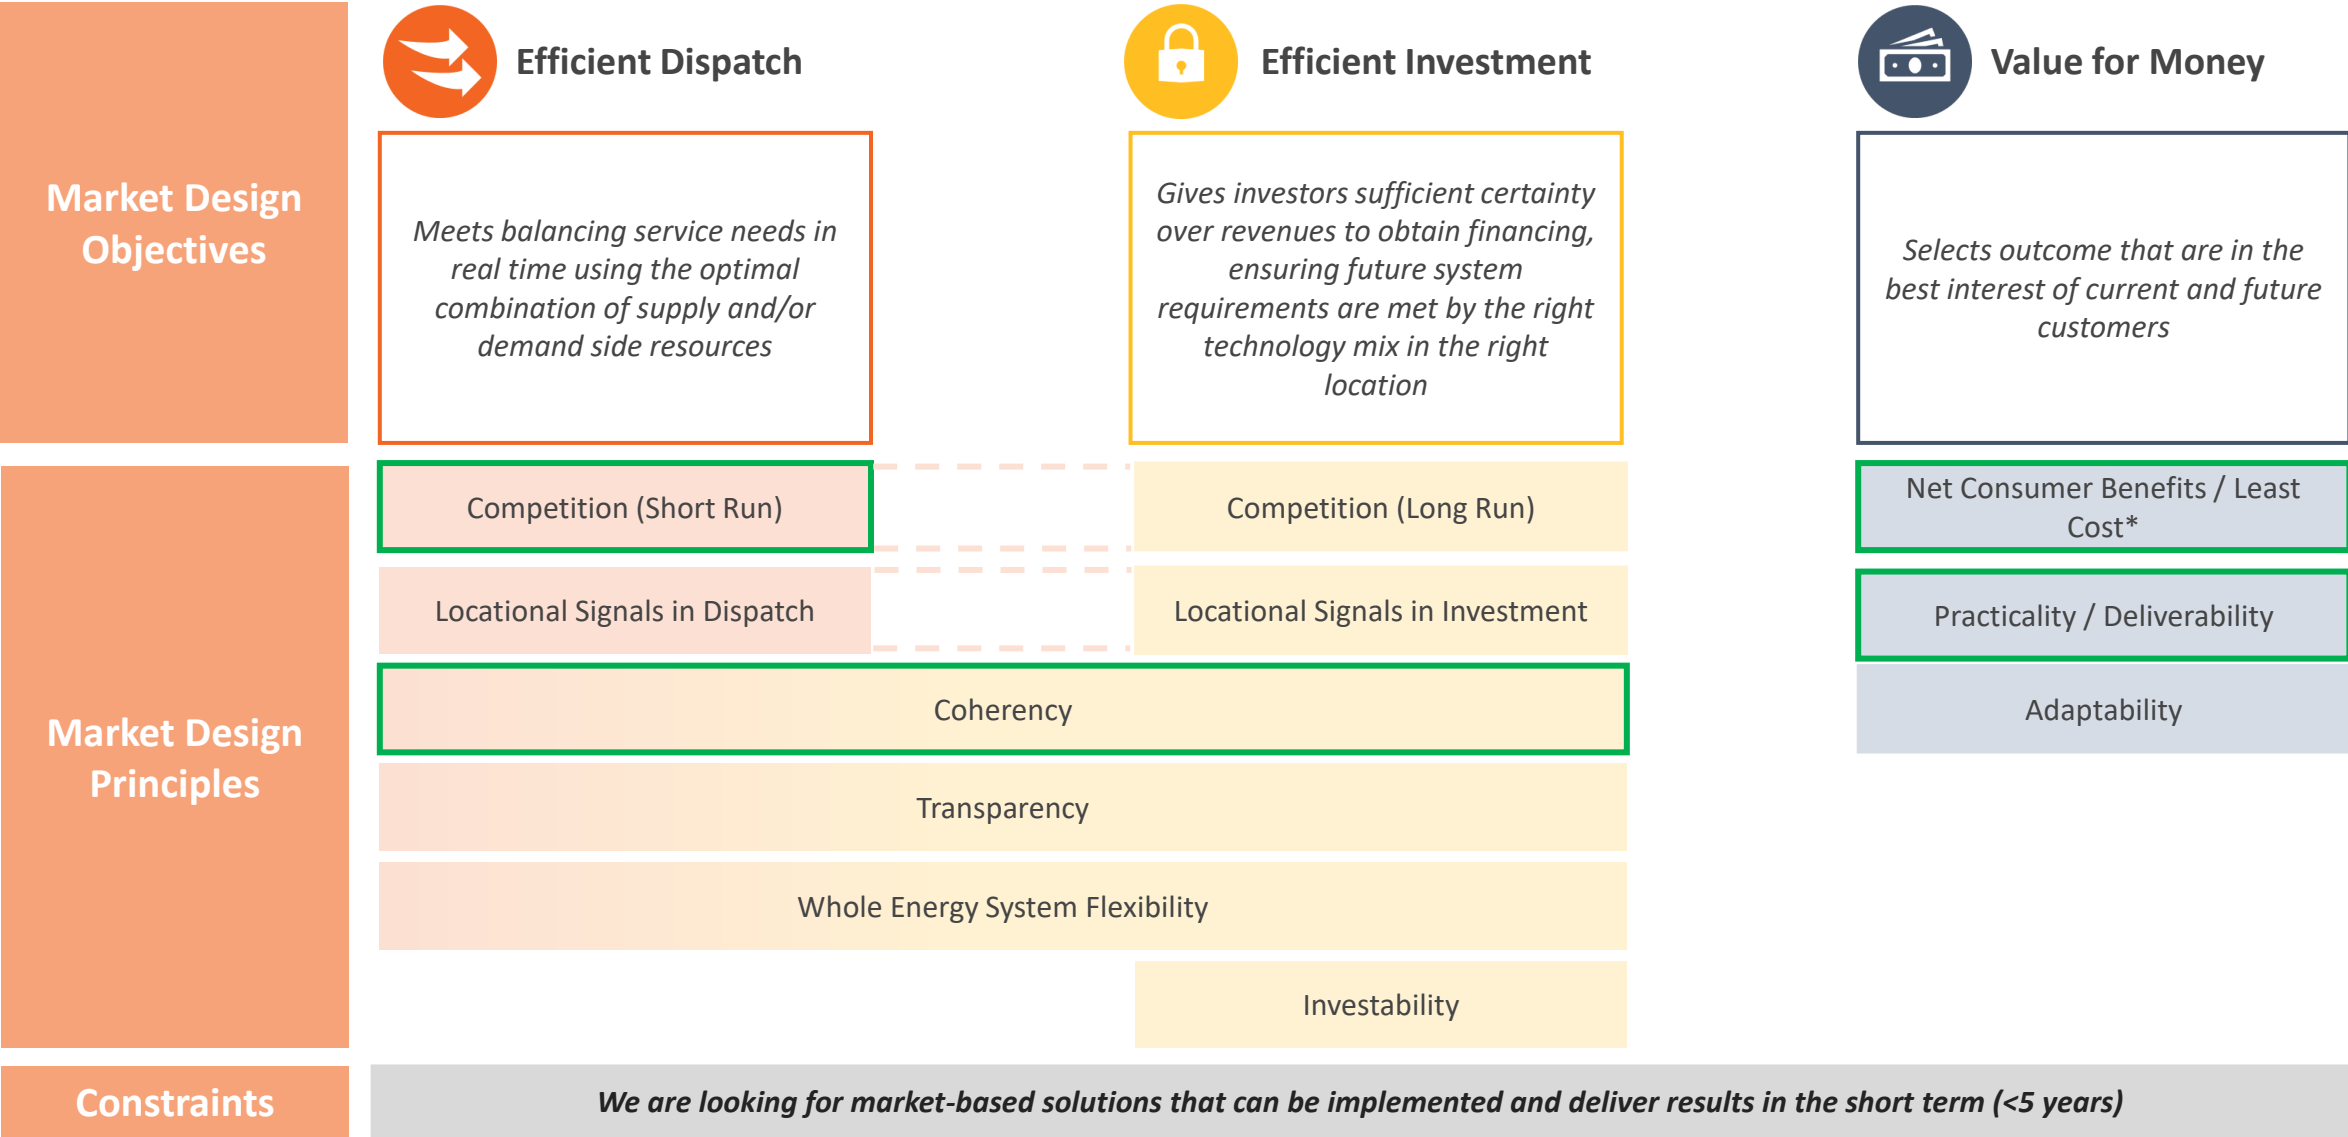 Market Design
Objectives
Efficient Dispatch
Meets balancing service needs in
real time using the optimal
combination of supply and/or
demand side resources
Efficient Investment
Gives investors sufficient certainty
over revenues to obtain financing,
ensuring future system
requirements are met by the right
technology mix in the right
location
Value for Money
Selects outcome that are in the
best interest of current and future
customers
Market Design
Principles
Competition (Short Run)
Competition (Long Run)
Net Consumer Benefits / Least
Cost*
Locational Signals in Dispatch
Locational Signals in Investment
Practicality / Deliverability
Coherency
Adaptability
Transparency
Whole Energy System Flexibility
Investability
Constraints
We are looking for market-based solutions that can be implemented and deliver results in the short term (<5 years)